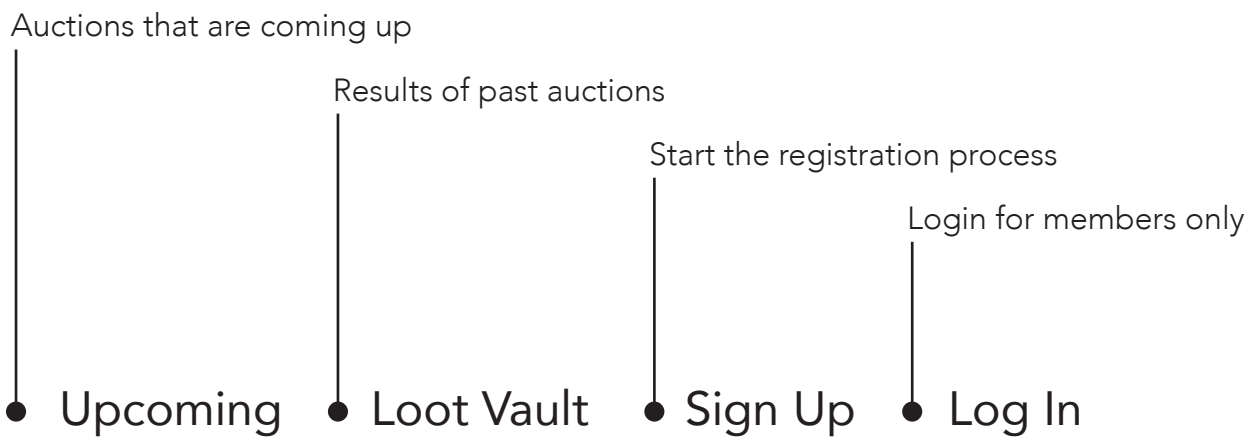 Auctions that are coming up
Results of past auctions
Start the registration process
Login for members only
Upcoming Loot Vault Sign Up Log In